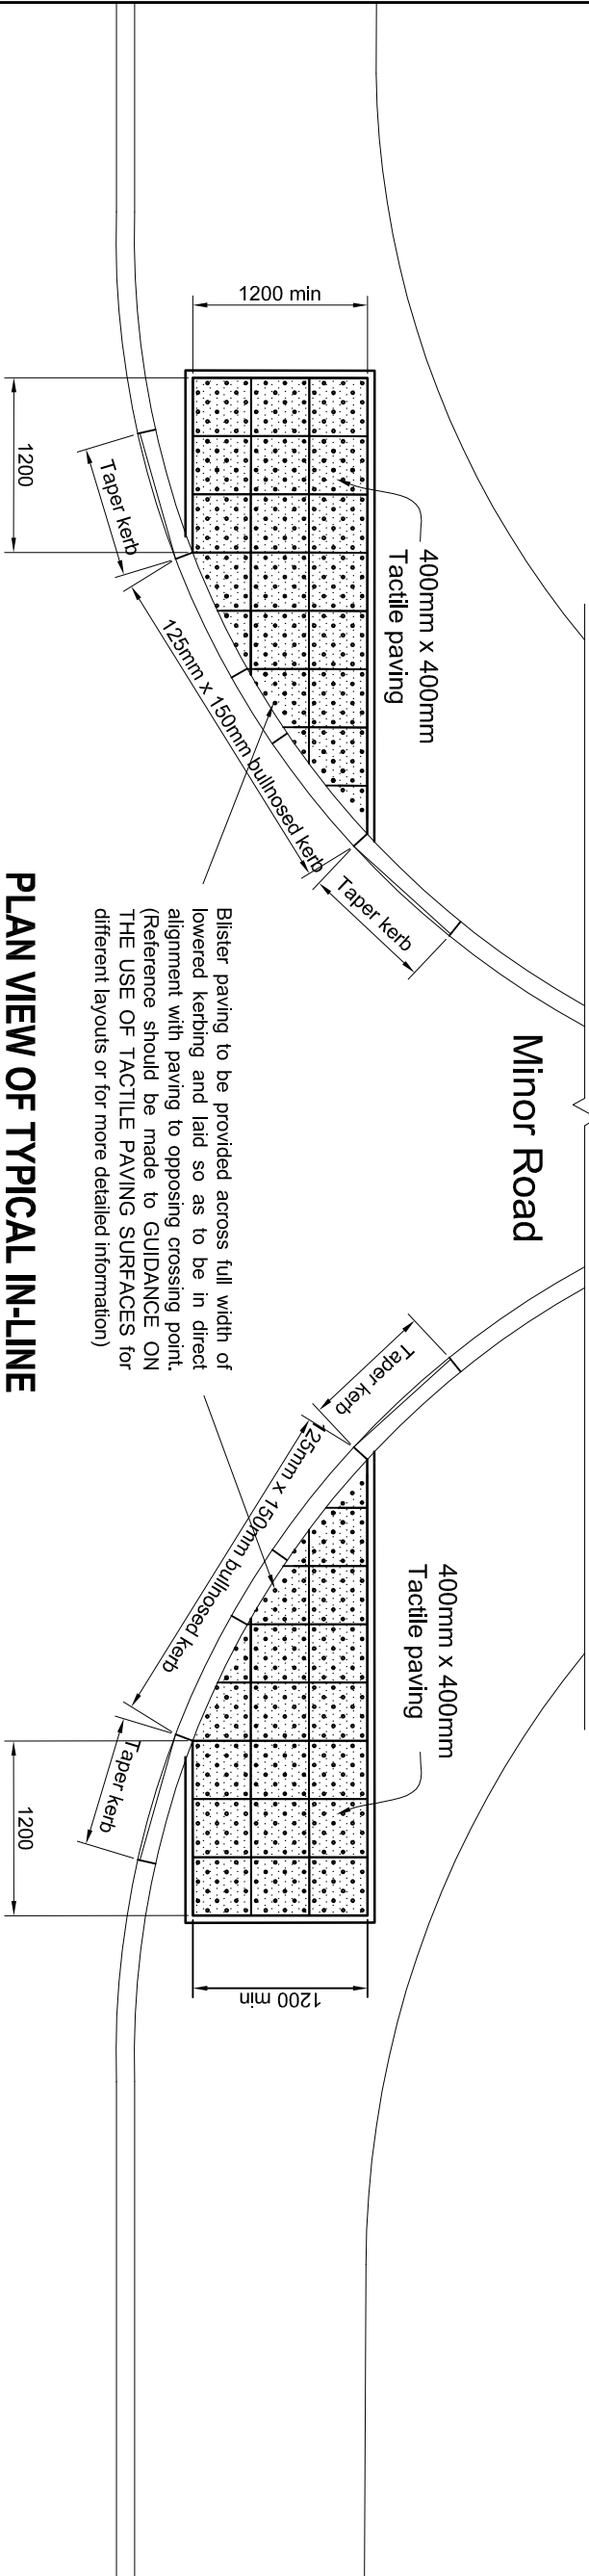 Minor Road
400mm x 400mm
Tactile paving
400mm x 400mm
Tactile paving
1200 min
1200 min
Taper kerb
Taper kerb
125mm x 150mm bullnosed kerb
125mm x 150mm bullnosed kerb
Taper kerb
Taper kerb
1200
1200
Blister paving to be provided across full width of
lowered kerbing and laid so as to be in direct
alignment with paving to opposing crossing point.
(Reference should be made to GUIDANCE ON
THE USE OF TACTILE PAVING SURFACES for
different layouts or for more detailed information)
PLAN VIEW OF TYPICAL IN-LINE